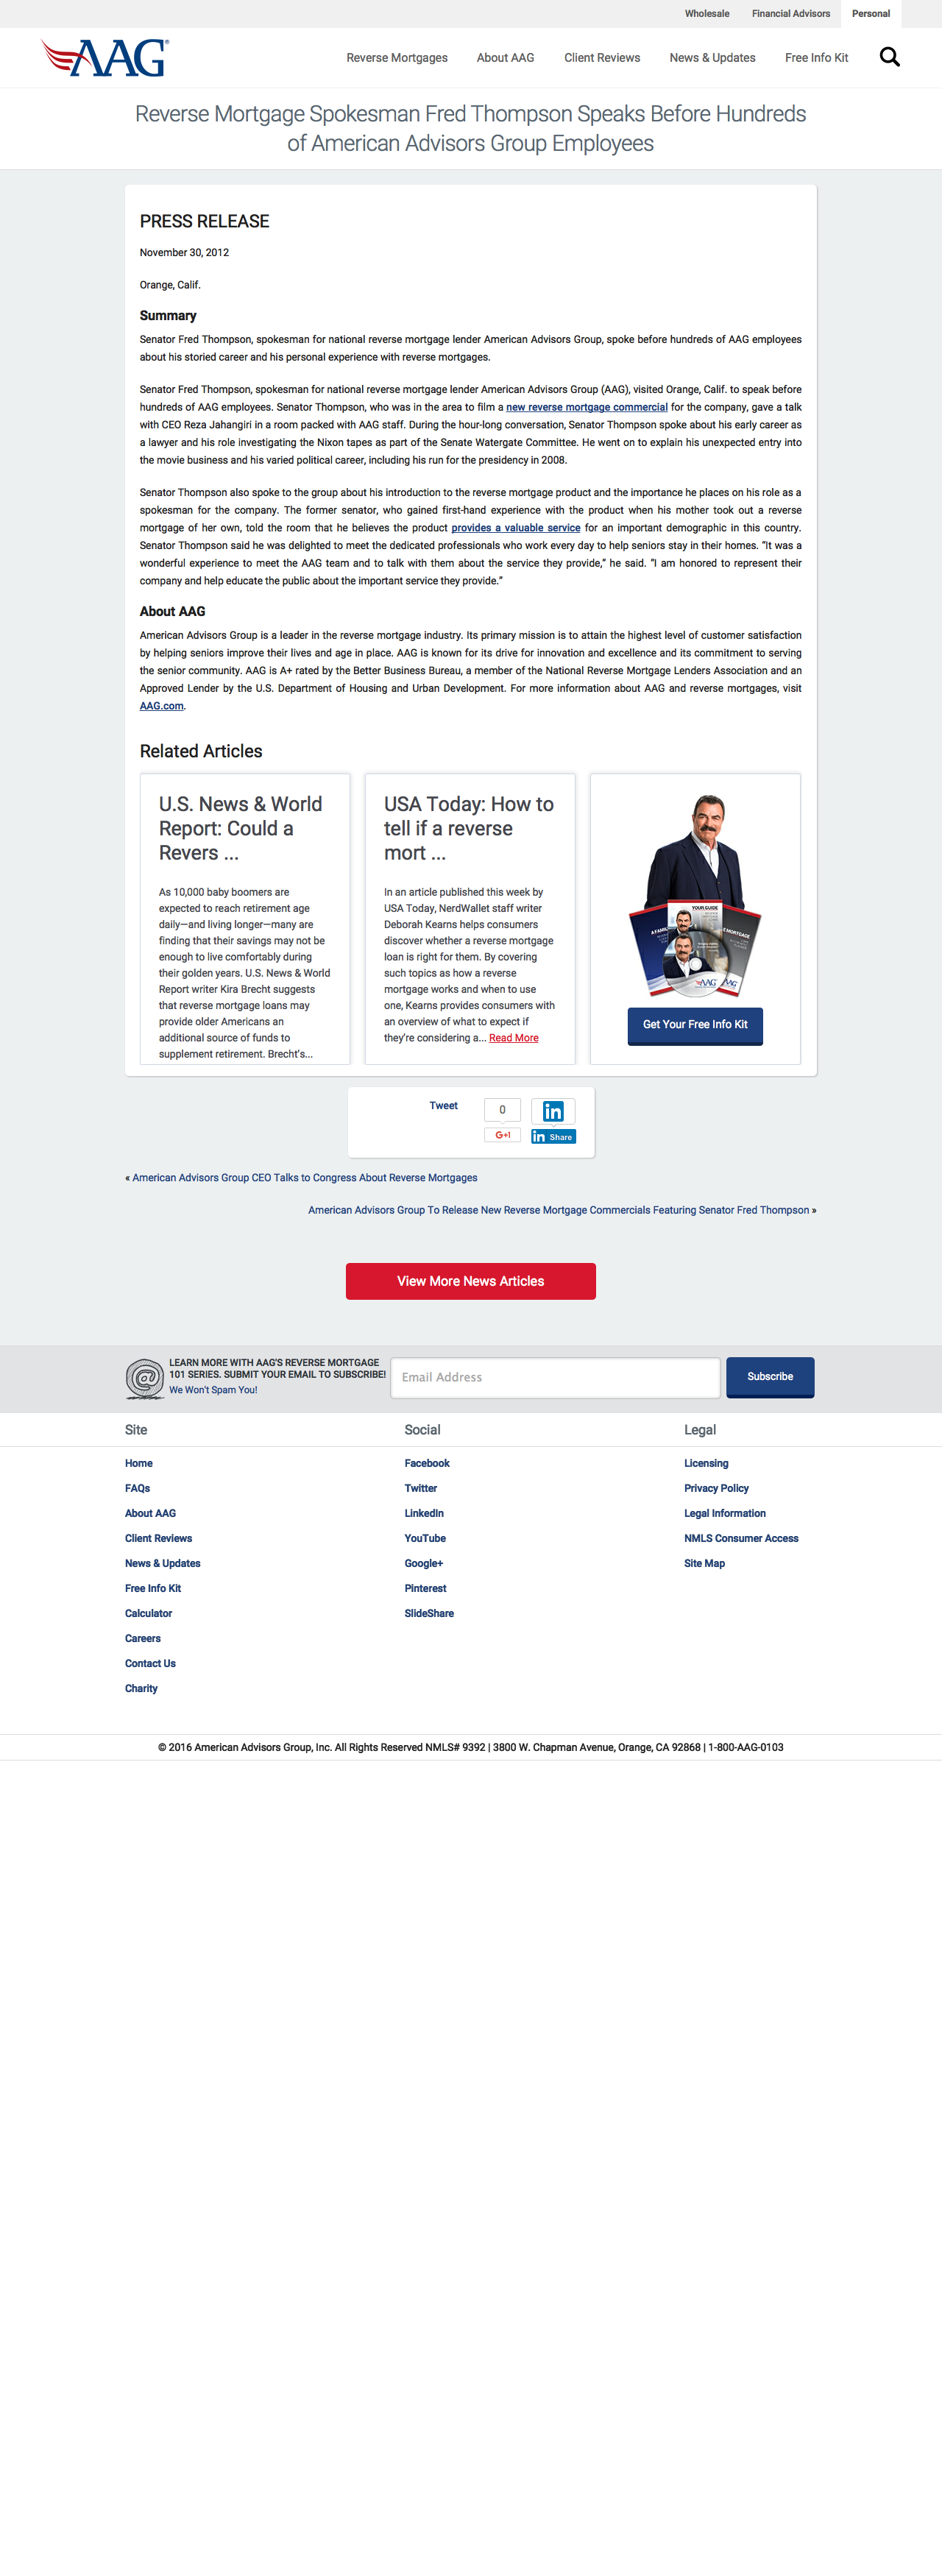 Wholesale
Financial Advisors
Personal
AAG®
Reverse Mortgages
About AAG
Client Reviews
News & Updates
Free Info Kit
Reverse Mortgage Spokesman Fred Thompson Speaks Before Hundreds
of American Advisors Group Employees
PRESS RELEASE
November 30, 2012
Orange, Calif.
Summary
Senator Fred Thompson, spokesman for national reverse mortgage lender American Advisors Group, spoke before hundreds of AAG employees
about his storied career and his personal experience with reverse mortgages.
Senator Fred Thompson, spokesman for national reverse mortgage lender American Advisors Group (AAG), visited Orange, Calif. to speak before
hundreds of AAG employees. Senator Thompson, who was in the area to film a new reverse mortgage commercial for the company, gave a talk
with CEO Reza Jahangiri in a room packed with AAG staff. During the hour-long conversation, Senator Thompson spoke about his early career as
a lawyer and his role investigating the Nixon tapes as part of the Senate Watergate Committee. He went on to explain his unexpected entry into
the movie business and his varied political career, including his run for the presidency in 2008.
Senator Thompson also spoke to the group about his introduction to the reverse mortgage product and the importance he places on his role as a
spokesman for the company. The former senator, who gained first-hand experience with the product when his mother took out a reverse
mortgage of her own, told the room that he believes the product provides a valuable service for an important demographic in this country.
Senator Thompson said he was delighted to meet the dedicated professionals who work every day to help seniors stay in their homes. “It was a
wonderful experience to meet the AAG team and to talk with them about the service they provide,” he said. “I am honored to represent their
company and help educate the public about the important service they provide.”
About AAG
American Advisors Group is a leader in the reverse mortgage industry. Its primary mission is to attain the highest level of customer satisfaction
by helping seniors improve their lives and age in place. AAG is known for its drive for innovation and excellence and its commitment to serving
the senior community. AAG is A+ rated by the Better Business Bureau, a member of the National Reverse Mortgage Lenders Association and an
Approved Lender by the U.S. Department of Housing and Urban Development. For more information about AAG and reverse mortgages, visit
AAG.com.
Related Articles
U.S. News & World
Report: Could a
Revers ...
As 10,000 baby boomers are
expected to reach retirement age
daily—and living longer—many are
finding that their savings may not be
enough to live comfortably during
their golden years. U.S. News & World
Report writer Kira Brecht suggests
that reverse mortgage loans may
provide older Americans an
additional source of funds to
supplement retirement. Brecht’s...
USA Today: How to
tell if a reverse
mort ...
In an article published this week by
USA Today, NerdWallet staff writer
Deborah Kearns helps consumers
discover whether a reverse mortgage
loan is right for them. By covering
such topics as how a reverse
mortgage works and when to use
one, Kearns provides consumers with
an overview of what to expect if
they’re considering a... Read More
YOUR GUIDE
AAG
AAG
Get Your Free Info Kit
Tweet
0
G+1
in
in Share
« American Advisors Group CEO Talks to Congress About Reverse Mortgages
American Advisors Group To Release New Reverse Mortgage Commercials Featuring Senator Fred Thompson »
View More News Articles
@
LEARN MORE WITH AAG'S REVERSE MORTGAGE
101 SERIES. SUBMIT YOUR EMAIL TO SUBSCRIBE!
We Won't Spam You!
Email Address
Subscribe
Site
Home
FAQs
About AAG
Client Reviews
News & Updates
Free Info Kit
Calculator
Careers
Contact Us
Charity
Social
Facebook
Twitter
LinkedIn
YouTube
Google+
Pinterest
SlideShare
Legal
Licensing
Privacy Policy
Legal Information
NMLS Consumer Access
Site Map
© 2016 American Advisors Group, Inc. All Rights Reserved NMLS# 9392 | 3800 W. Chapman Avenue, Orange, CA 92868 | 1-800-AAG-0103